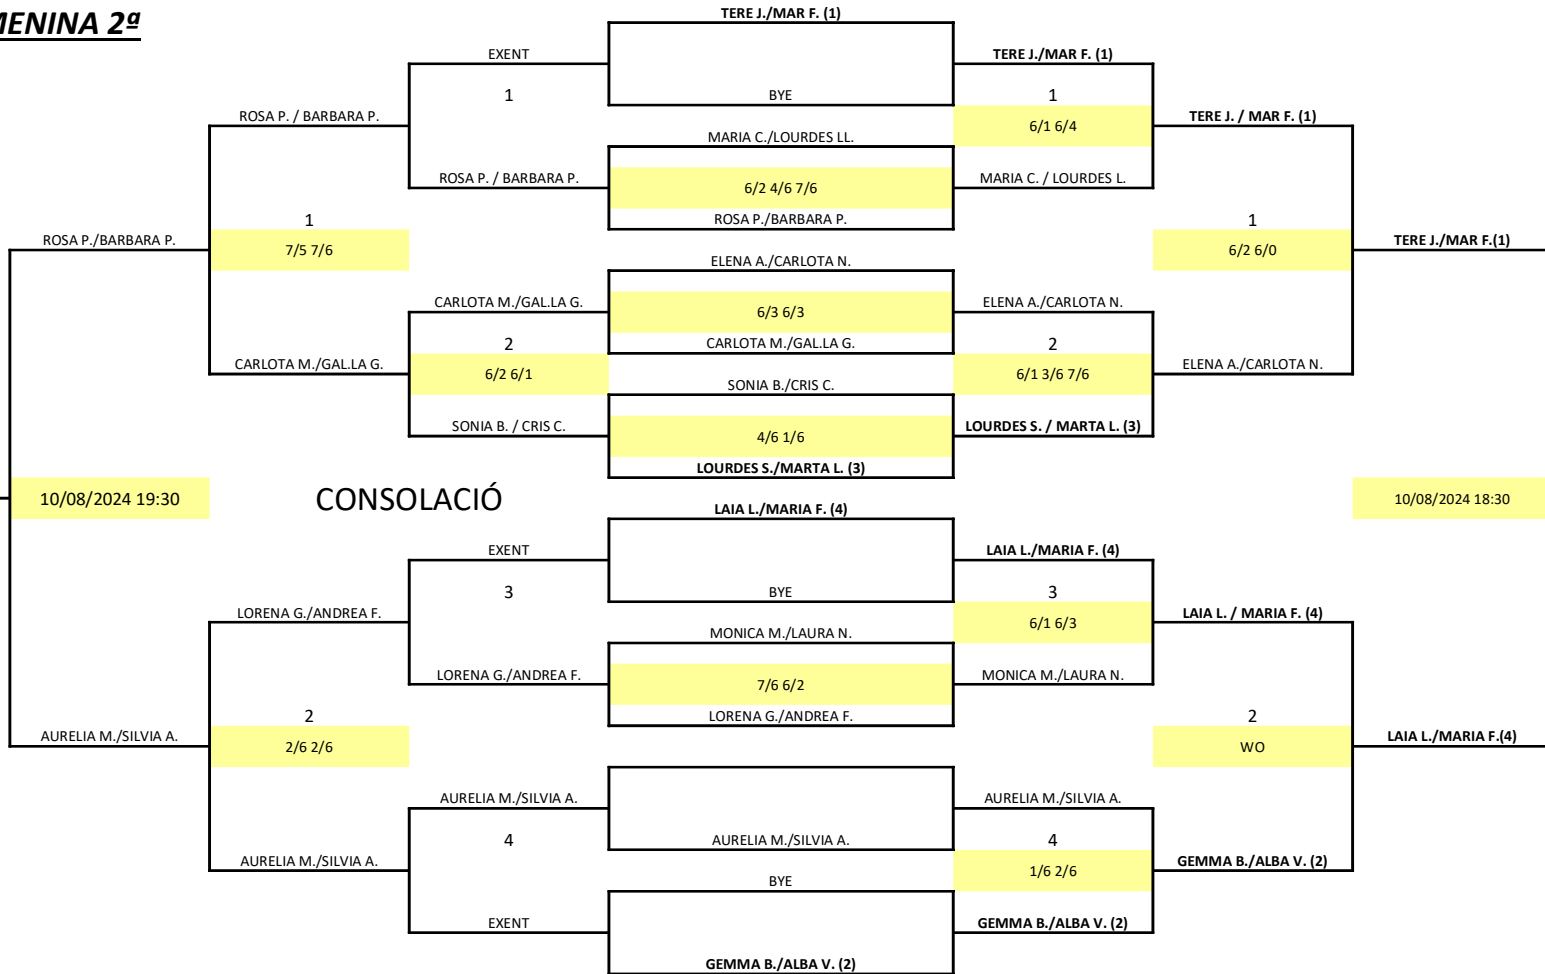 MENINA 2ª
TERE J./MAR F. (1)
EXENT
TERE J./MAR F. (1)
1
BYE
1
ROSA P. / BARBARA P.
6/1 6/4
TERE J. / MAR F. (1)
MARIA C./LOURDES LL.
ROSA P. / BARBARA P.
6/2 4/6 7/6
MARIA C. / LOURDES L.
1
ROSA P./BARBARA P.
1
ROSA P./BARBARA P.
7/5 7/6
6/2 6/0
TERE J./MAR F.(1)
ELENA A./CARLOTA N.
CARLOTA M./GAL.LA G.
6/3 6/3
ELENA A./CARLOTA N.
2
CARLOTA M./GAL.LA G.
2
CARLOTA M./GAL.LA G.
6/2 6/1
6/1 3/6 7/6
ELENA A./CARLOTA N.
SONIA B./CRIS C.
SONIA B. / CRIS C.
4/6 1/6
LOURDES S. / MARTA L. (3)
LOURDES S./MARTA L. (3)
10/08/2024 19:30
CONSOLACIÓ
10/08/2024 18:30
LAIA L./MARIA F. (4)
EXENT
LAIA L./MARIA F. (4)
3
BYE
3
LORENA G./ANDREA F.
6/1 6/3
LAIA L. / MARIA F. (4)
MONICA M./LAURA N.
LORENA G./ANDREA F.
7/6 6/2
MONICA M./LAURA N.
2
LORENA G./ANDREA F.
2
AURELIA M./SILVIA A.
2/6 2/6
WO
LAIA L./MARIA F.(4)
AURELIA M./SILVIA A.
AURELIA M./SILVIA A.
4
AURELIA M./SILVIA A.
4
AURELIA M./SILVIA A.
1/6 2/6
GEMMA B./ALBA V. (2)
BYE
EXENT
GEMMA B./ALBA V. (2)
GEMMA B./ALBA V. (2)